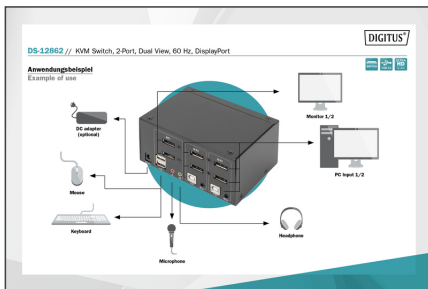 DIGITUS®
DS-12862 // KVM Switch, 2-Port, Dual View, 60 Hz, DisplayPort
Anwendungsbeispiel
Example of use
DC adapter
(optional)
Monitor 1/2
PC Input 1/2
Mouse
Keyboard
Microphone
Headphone